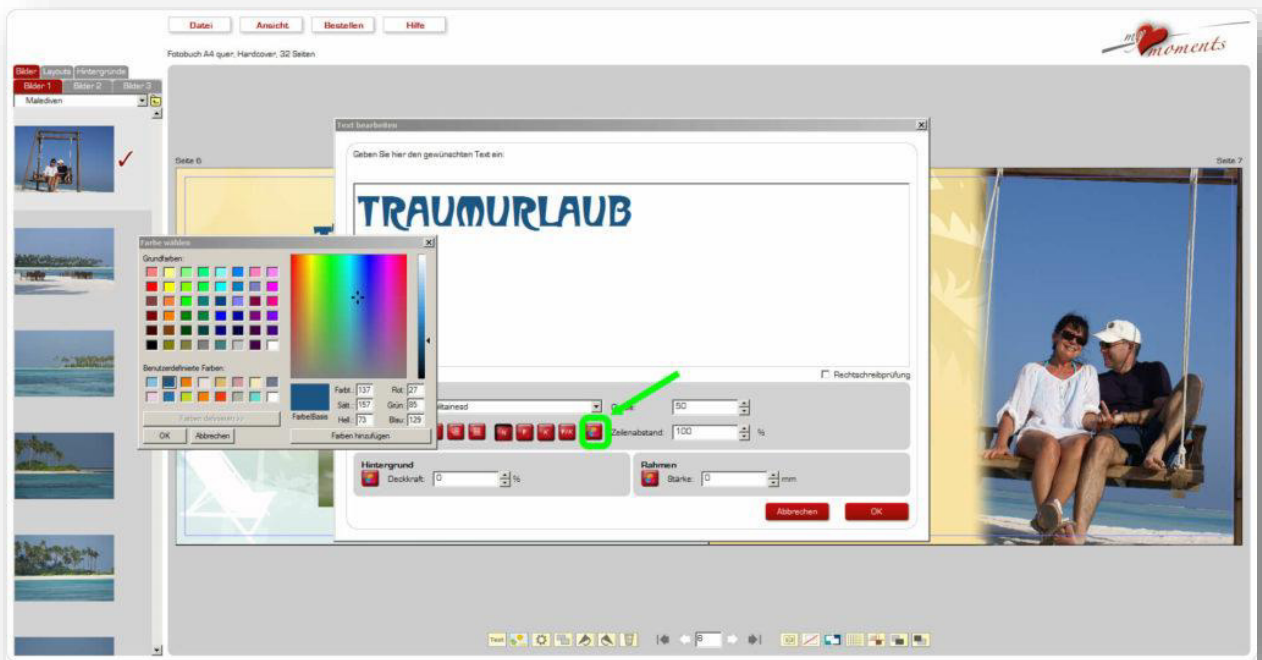 Datei Ansicht Bestellen Hilfe
my moments
Fotobuch A4 quer, Hardcover, 32 Seiten
Bilder Layouts Hintergründe
Bilder 1 Bilder 2 Bilder 3
Malediven
Seite 6
Seite 7
Text bearbeiten
Geben Sie hier den gewünschten Text ein:
TRAUMURLAUB
Rechtschreibprüfung
50
Zeilenabstand: 100 %
N F K F/K
Hintergrund
Deckkraft: 0 %
Rahmen
Stärke: 0 mm
Abbrechen OK
Farbe wählen
Grundfarben:
Benutzerdefinierte Farben:
Farben definieren >>
OK Abbrechen
Farbe/Basis
Farbt.: 137 Rot: 27
Sätt.: 157 Grün: 85
Hell.: 73 Blau: 129
Farben hinzufügen
Text
6